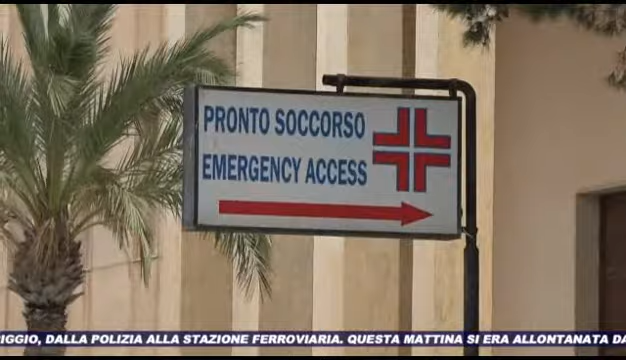 PRONTO SOCCORSO
EMERGENCY ACCESS
DALLA POLIZIA ALLA STAZIONE FERROVIARIA. QUESTA MATTINA SI ERA ALLONTANATA